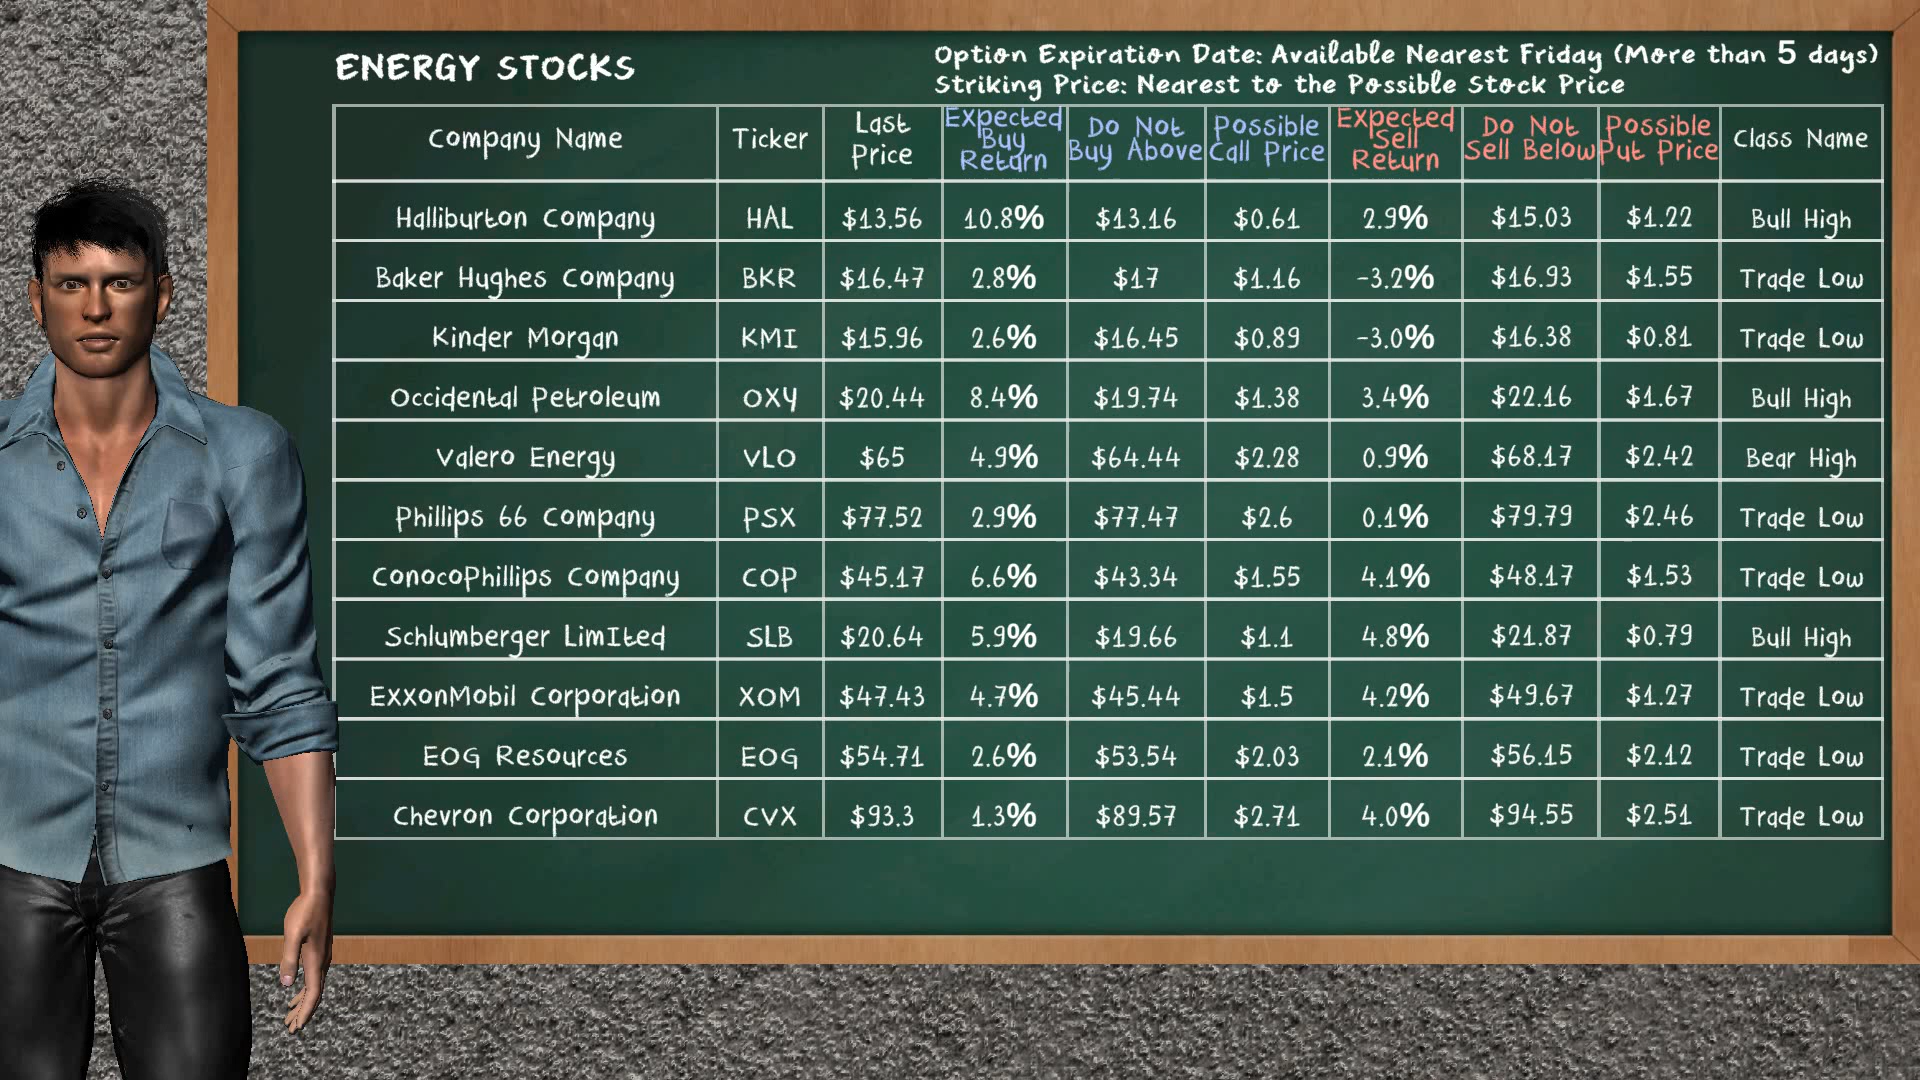 ENERGY STOCKS
Option Expiration Date: Available Nearest Friday (More than 5 days)
Striking Price: Nearest to the Possible Stock Price
Company Name Ticker Last Price Expected Buy Return Do Not Buy Above Possible Call Price Expected Sell Return Do Not Sell Below Possible Put Price Class Name
Halliburton Company HAL $13.56 10.8% $13.16 $0.61 2.9% $15.03 $1.22 Bull High
Baker Hughes Company BKR $16.47 2.8% $17 $1.16 -3.2% $16.93 $1.55 Trade Low
Kinder Morgan KMI $15.96 2.6% $16.45 $0.89 -3.0% $16.38 $0.81 Trade Low
Occidental Petroleum OXY $20.44 8.4% $19.74 $1.38 3.4% $22.16 $1.67 Bull High
Valero Energy VLO $65 4.9% $64.44 $2.28 0.9% $68.17 $2.42 Bear High
Phillips 66 Company PSX $77.52 2.9% $77.47 $2.6 0.1% $79.79 $2.46 Trade Low
ConocoPhillips Company COP $45.17 6.6% $43.34 $1.55 4.1% $48.17 $1.53 Trade Low
Schlumberger LimIted SLB $20.64 5.9% $19.66 $1.1 4.8% $21.87 $0.79 Bull High
ExxonMobil Corporation XOM $47.43 4.7% $45.44 $1.5 4.2% $49.67 $1.27 Trade Low
EOG Resources EOG $54.71 2.6% $53.54 $2.03 2.1% $56.15 $2.12 Trade Low
Chevron Corporation CVX $93.3 1.3% $89.57 $2.71 4.0% $94.55 $2.51 Trade Low